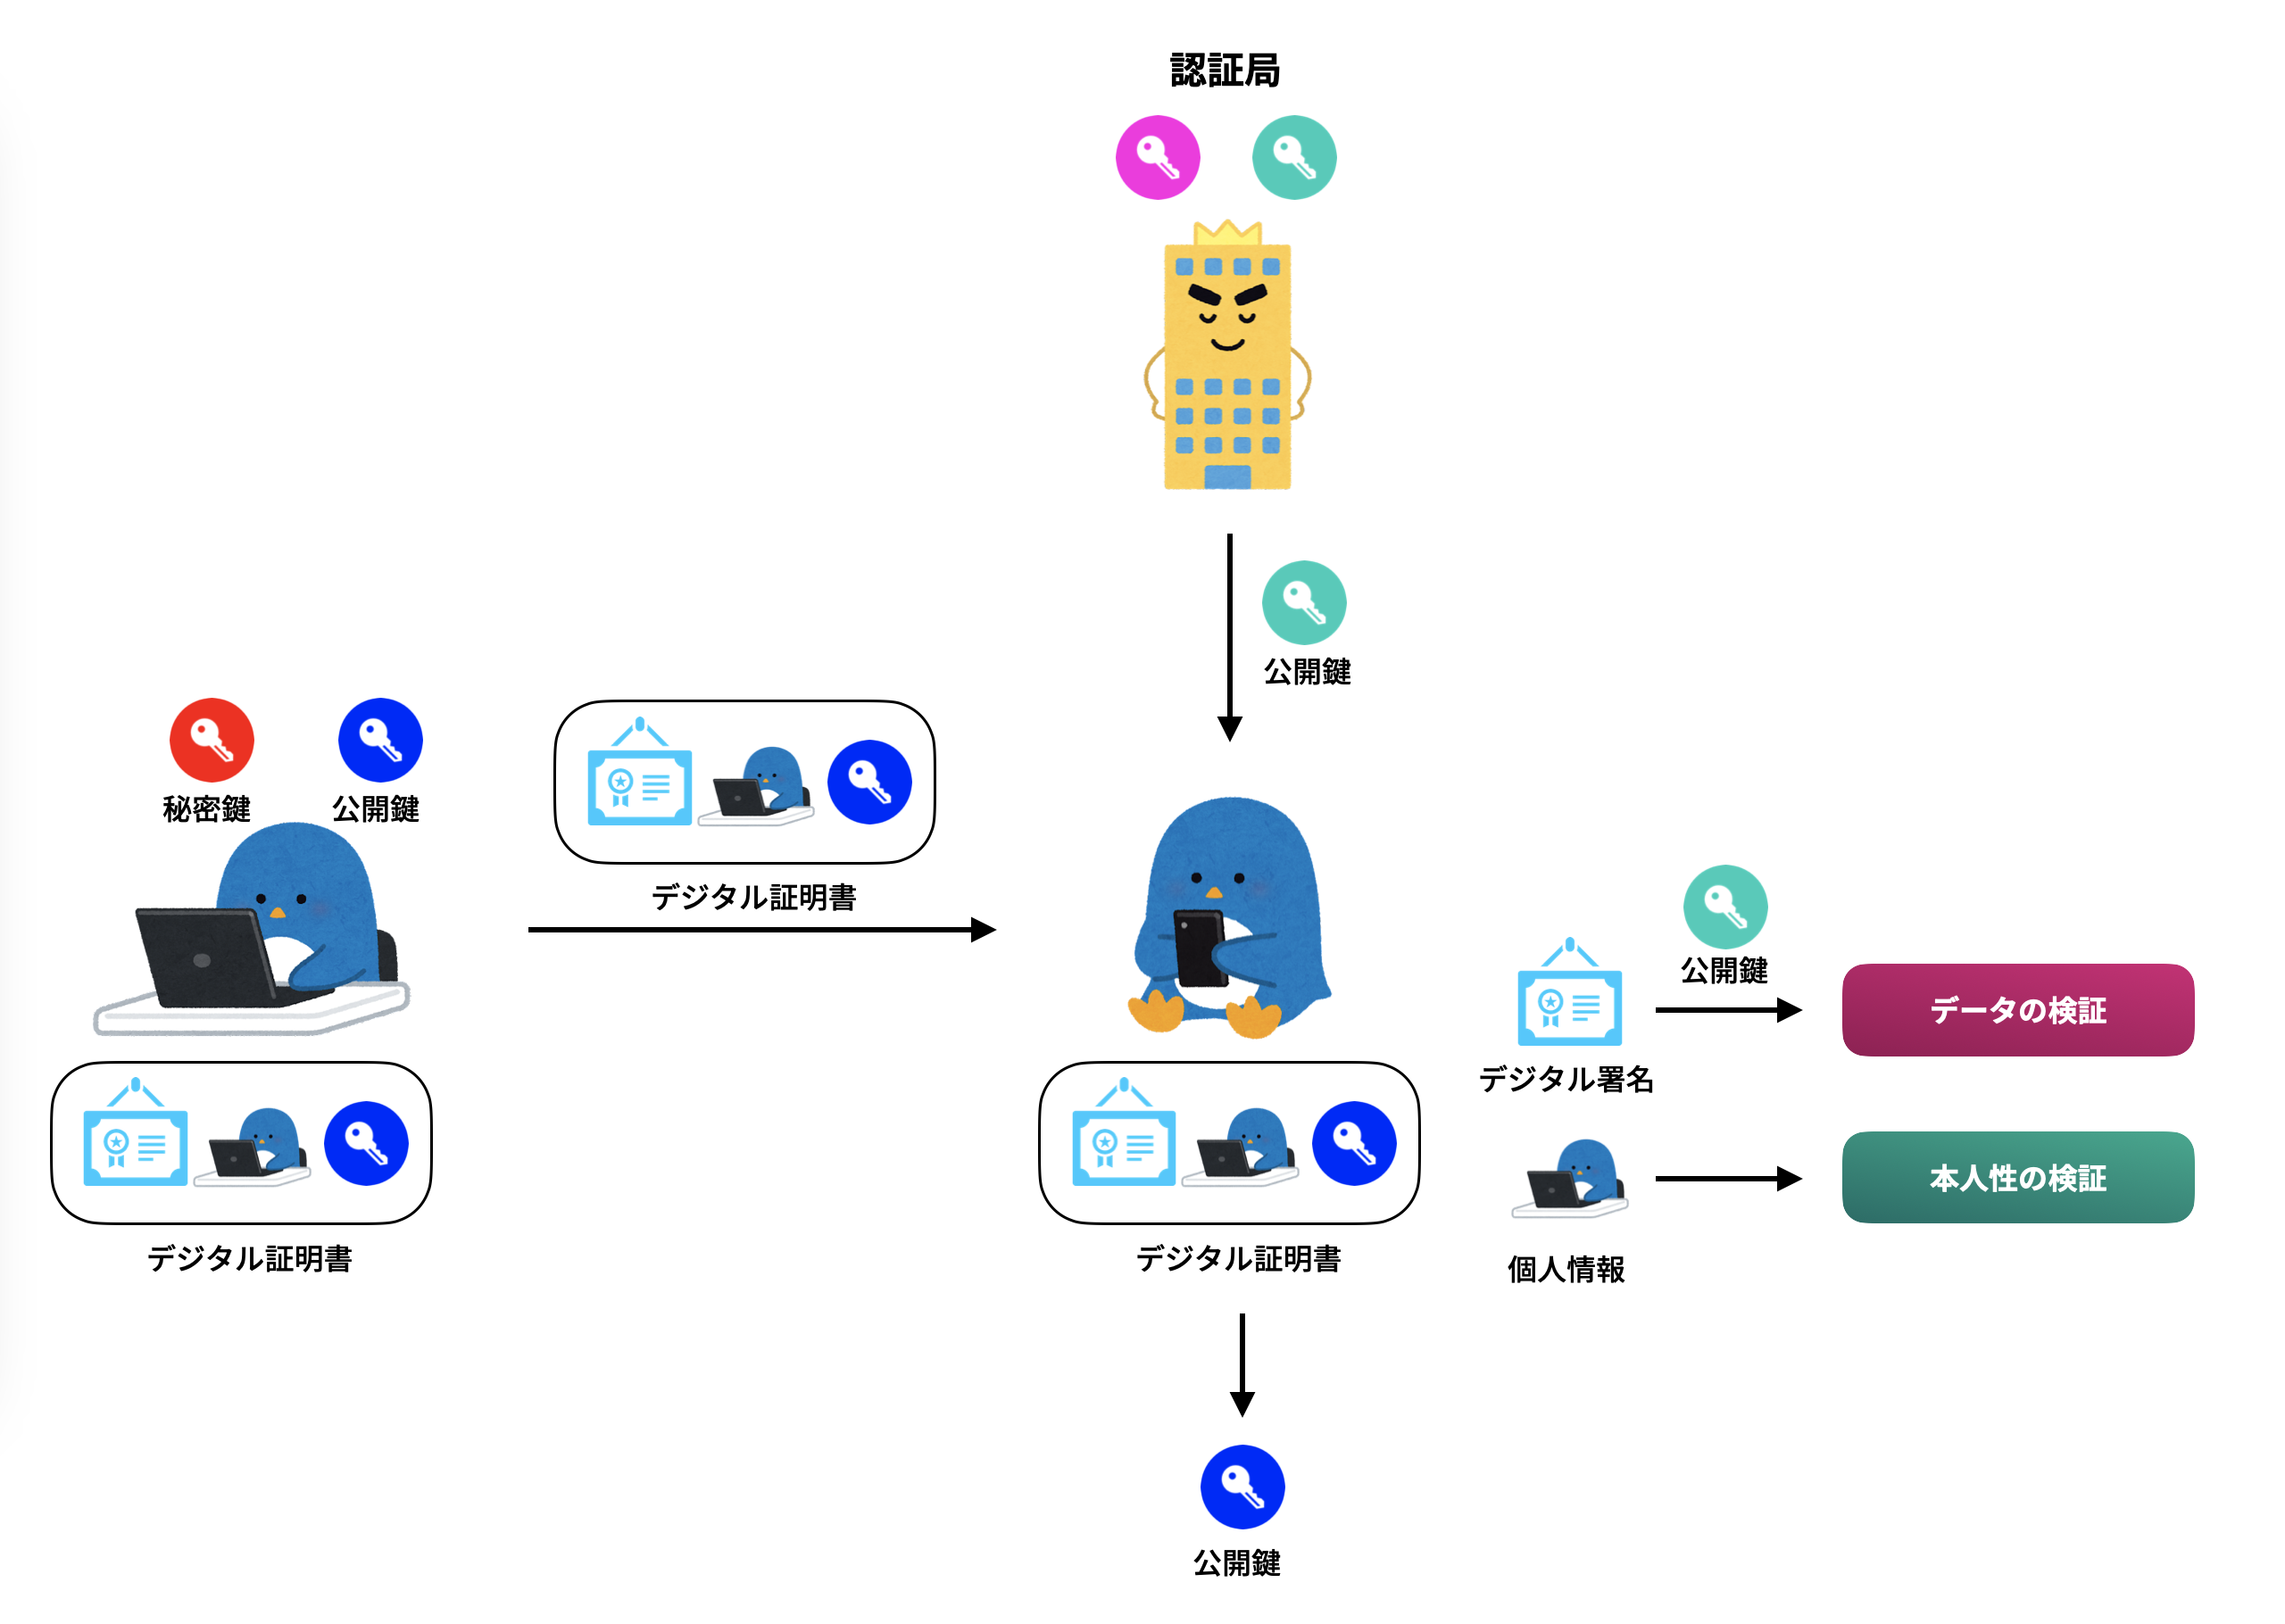 認証局
公開鍵
秘密鍵
公開鍵
デジタル証明書
公開鍵
データの検証
デジタル署名
本人性の検証
デジタル証明書
デジタル証明書
個人情報
公開鍵